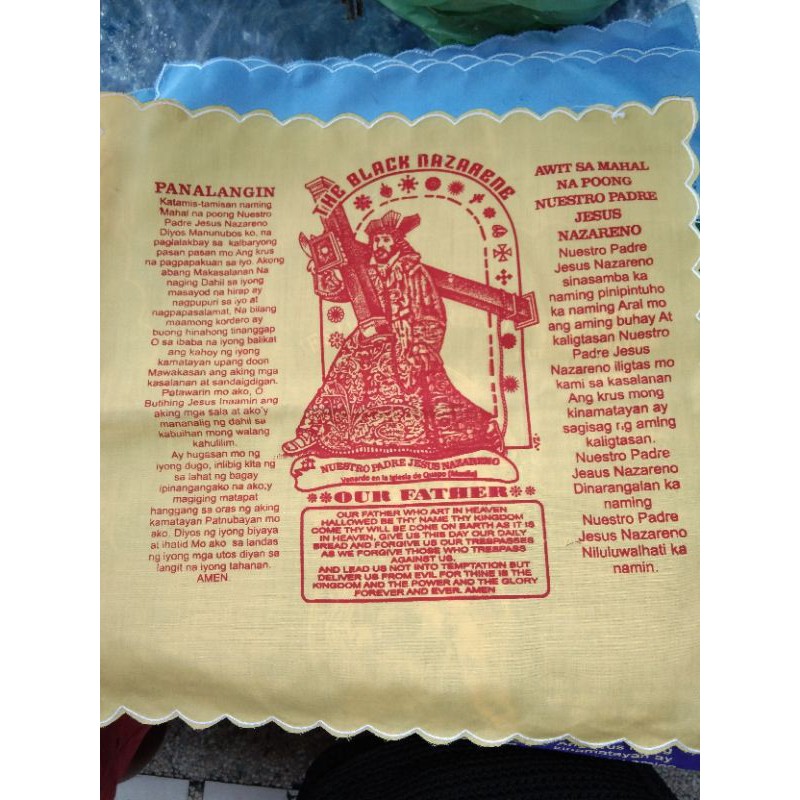 PANALANGIN
Katamis-tamisan naming
Mahal na poong Nuestro
Padre Jesus Nazareno
Diyos Manunubos ko, na
paglalakbay sa kalbaryong
pasan pasan mo Ang krus
na pagpapakuan sa iyo. Akong
abang Makasalanan Na
naging Dahil sa iyong
masayod na hirap ay
nagpupuri sa iyo at
nagpapasalamat. Na bilang
maamong kordero ay
buong hinahong tinanggap
O sa ibaba na iyong balikat
ang kahoy ng iyong
kamatayan upang doon
Mawakasan ang aking mga
kasalanan at sandaigdigan.
Patawarin mo ako, O
Butihing Jesus Inaamin ang
aking mga sala at ako'y
mananalig ng dahil sa
kabuihan mong walang
kahulilim.
Ay hugasan mo ng
iyong dugo, inlibig kita ng
sa lahat ng bagay
ipinangangako na ako,y
magiging matapat
hanggang sa oras ng aking
kamatayan Patnubayan mo
ako. Diyos ng iyong biyaya
at ihatid Mo ako sa landas
ng iyong mga utos diyan sa
langit na iyong tahanan.
AMEN
THE BLACK NAZARENE
NUESTRO PADRE JESUS NAZARENO
Venardo en la Iglesia de Quiapo (Manila)
OUR FATHER
OUR FATHER WHO ART IN HEAVEN
HALLOWED BE THY NAME THY KINGDOM
COME THY WILL BE DONE ON EARTH AS IT IS
IN HEAVEN, GIVE US THIS DAY OUR DAILY
BREAD AND FORGIVE US OUR TRESPASSES
AS WE FORGIVE THOSE WHO TRESPASS
AGAINST US.
AND LEAD US NOT INTO TEMPTATION BUT
DELIVER US FROM EVIL FOR THINE IS THE
KINGDOM AND THE POWER AND THE GLORY
FOREVER AND EVER. AMEN
AWIT SA MAHAL
NA POONG
NUESTRO PADRE
JESUS
NAZARENO
Nuestro Padre
Jesus Nazareno
sinasamba ka
naming pinipintuho
ka naming Aral mo
ang aming buhay At
kaligtasan Nuestro
Padre Jesus
Nazareno iligtas mo
kami sa kasalanan
Ang krus mong
kinamatayan ay
sagisag ng aming
kaligtasan.
Nuestro Padre
Jeaus Nazareno
Dinarangalan ka
naming
Nuestro Padre
Jesus Nazareno
Niluluwalhati ka
namin.
kinamatayan ay